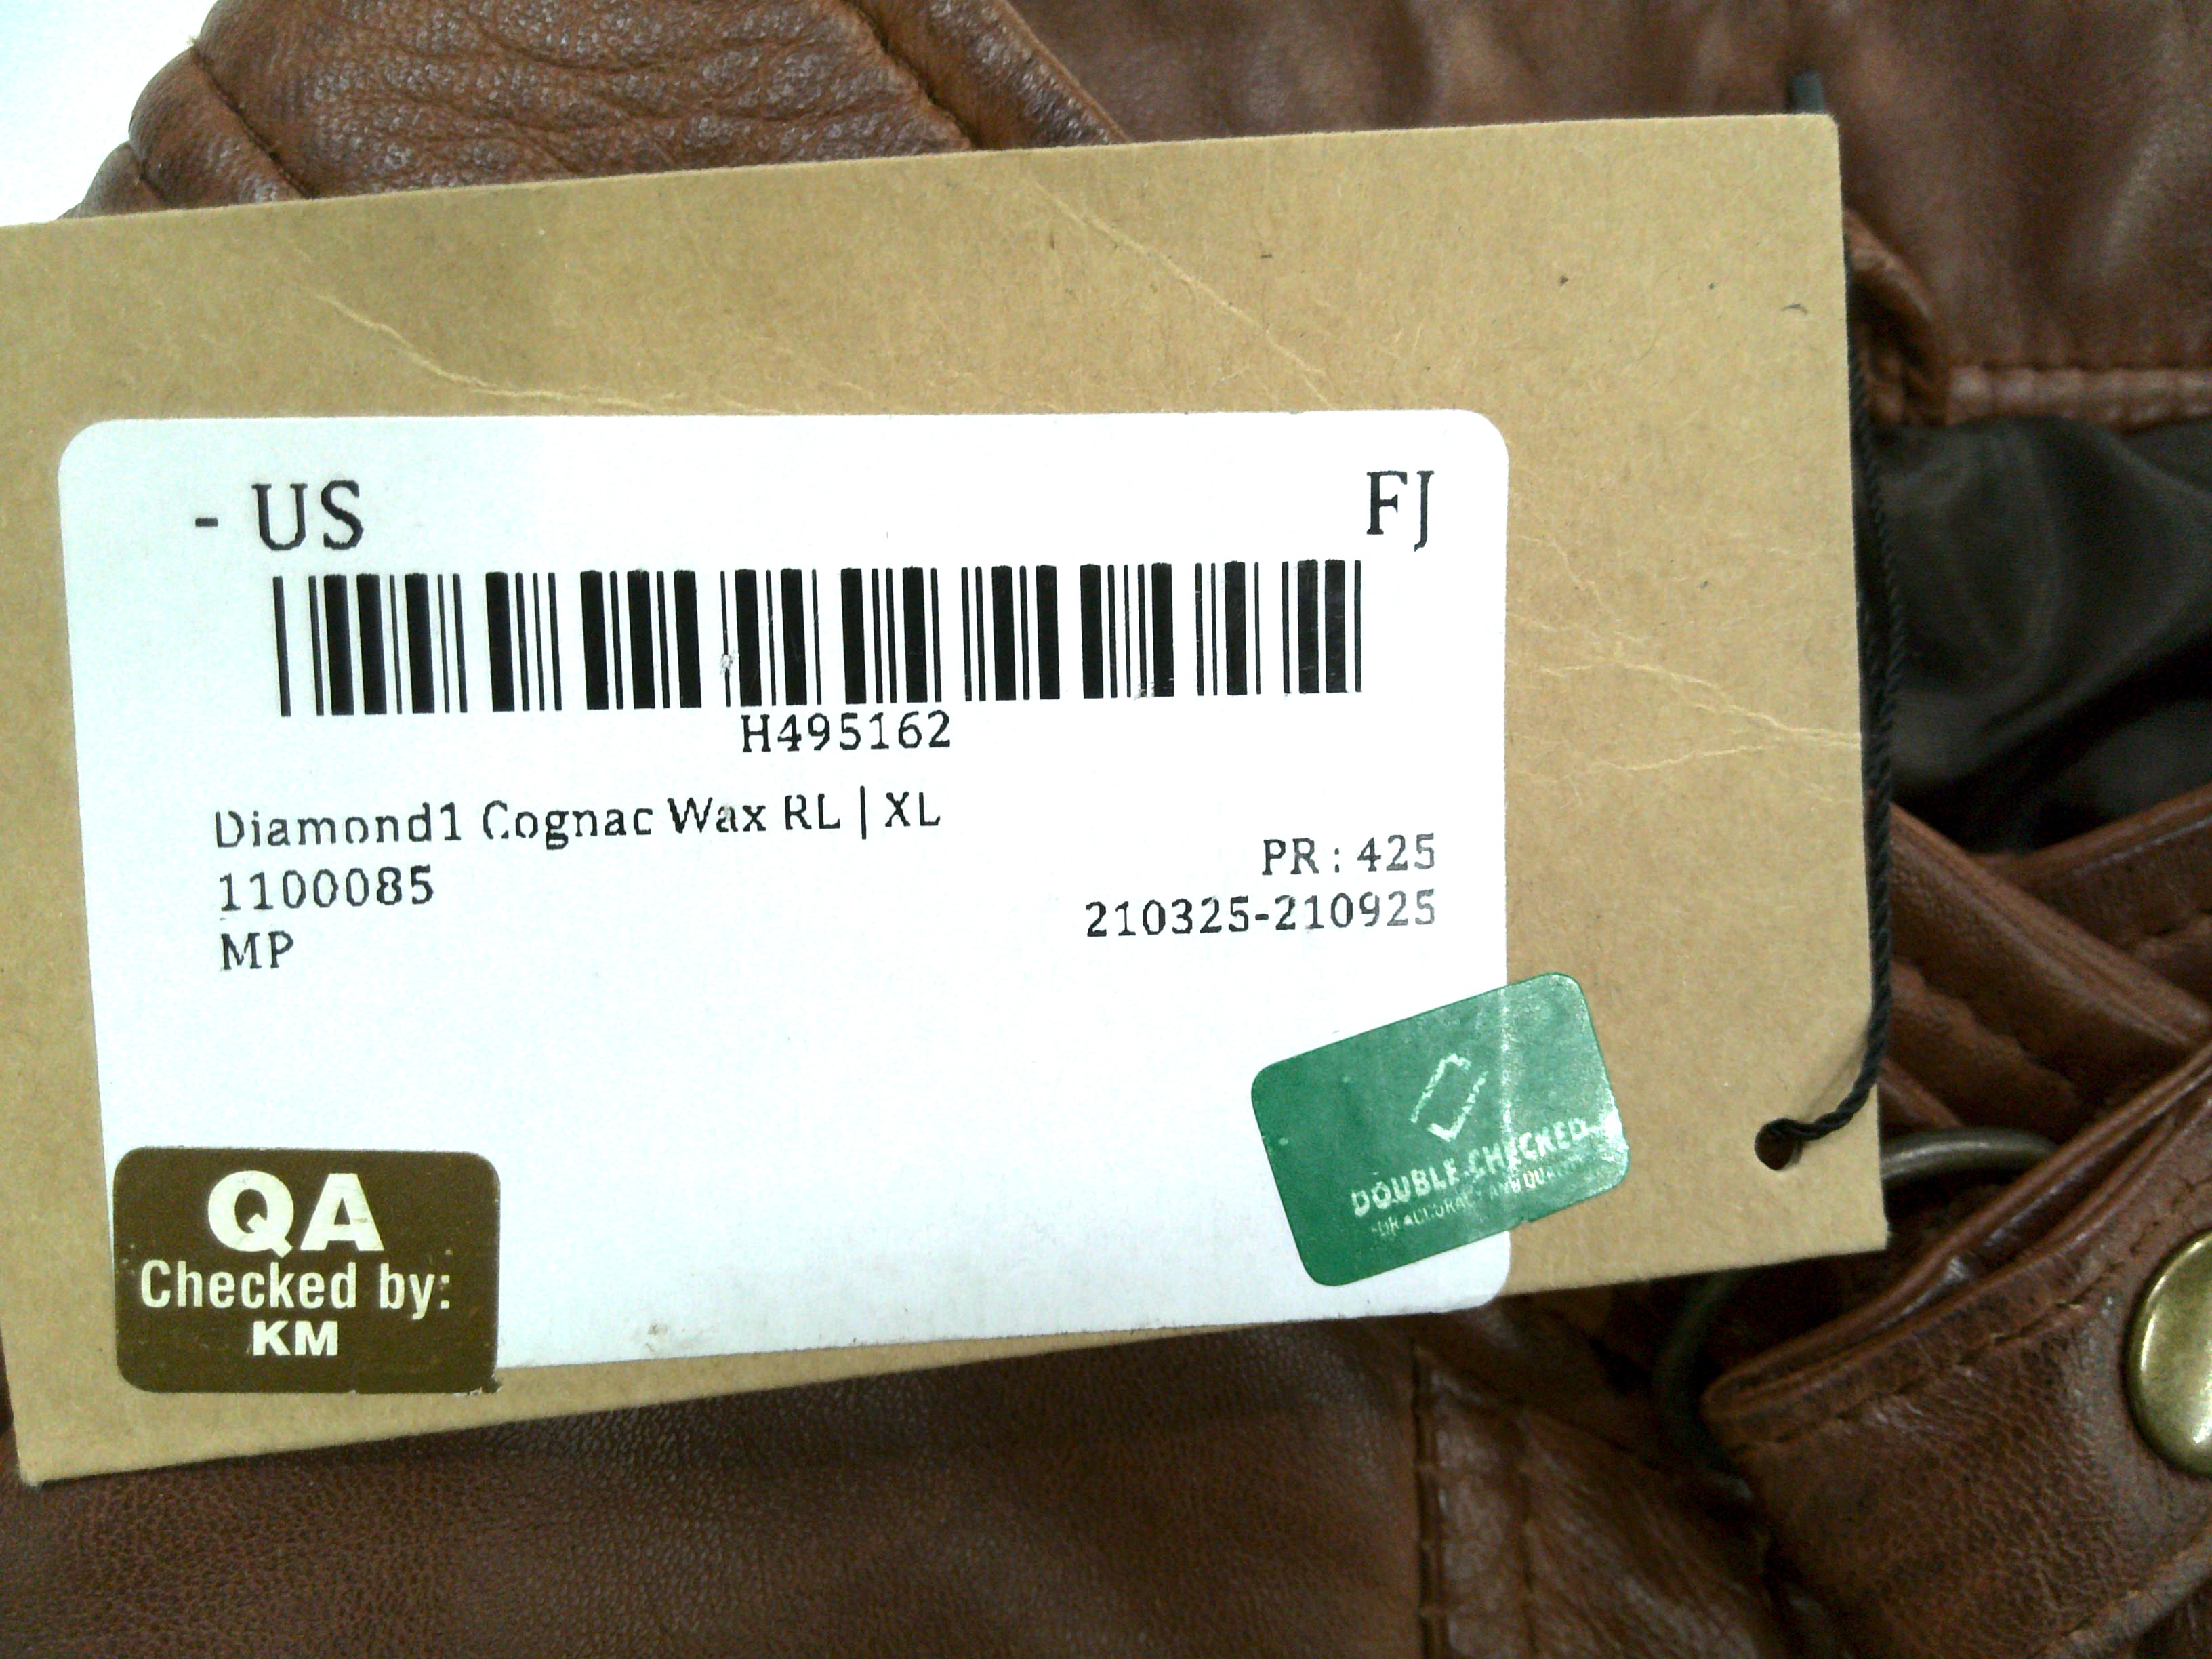 - US FJ
H495162
Diamond1 Cognac Wax RL | XL
PR : 425
1100085
210325-210925
MP
DOUBLE CHECKED
QA
Checked by:
KM